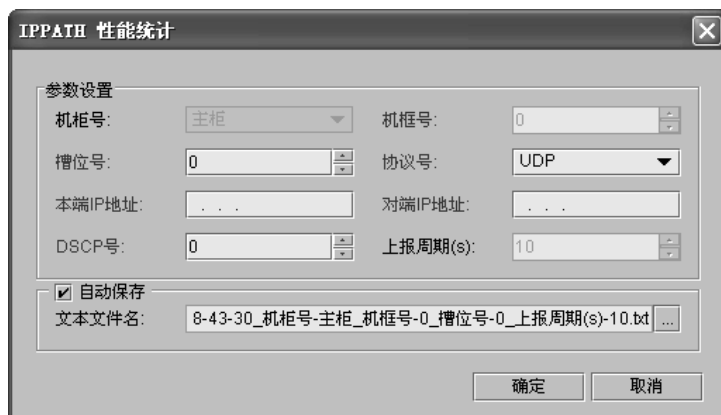 IPPATH 性能统计
参数设置
机柜号: 主柜 机框号: 0
槽位号: 0 协议号: UDP
本端IP地址: . . . 对端IP地址: . . .
DSCP号: 0 上报周期(s): 10
自动保存
文本文件名: 8-43-30_机柜号-主柜_机框号-0_槽位号-0_上报周期(s)-10.txt ...
确定 取消